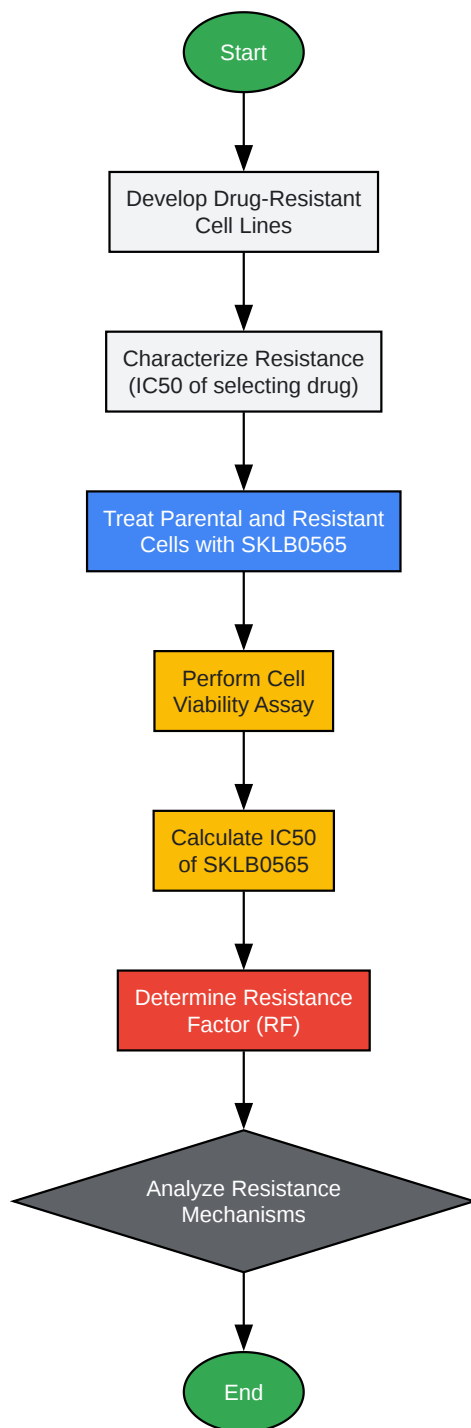 Start
Develop Drug-Resistant
Cell Lines
Characterize Resistance
(IC50 of selecting drug)
Treat Parental and Resistant
Cells with SKLB0565
Perform Cell
Viability Assay
Calculate IC50
of SKLB0565
Determine Resistance
Factor (RF)
Analyze Resistance
Mechanisms
End